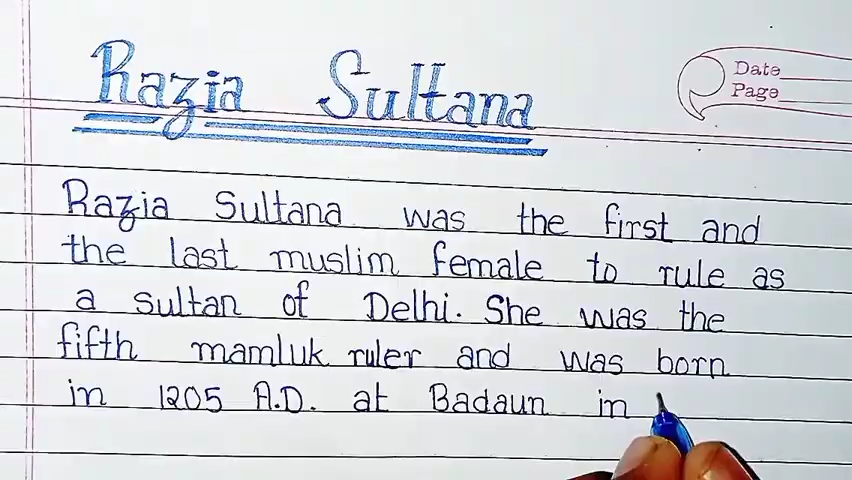 Razia Sultana
Date
Page
Razia Sultana was the first and
the last muslim female to rule as
a sultan of Delhi. She was the
fifth mamluk ruler and was born
in 1205 A.D. at Badaun in